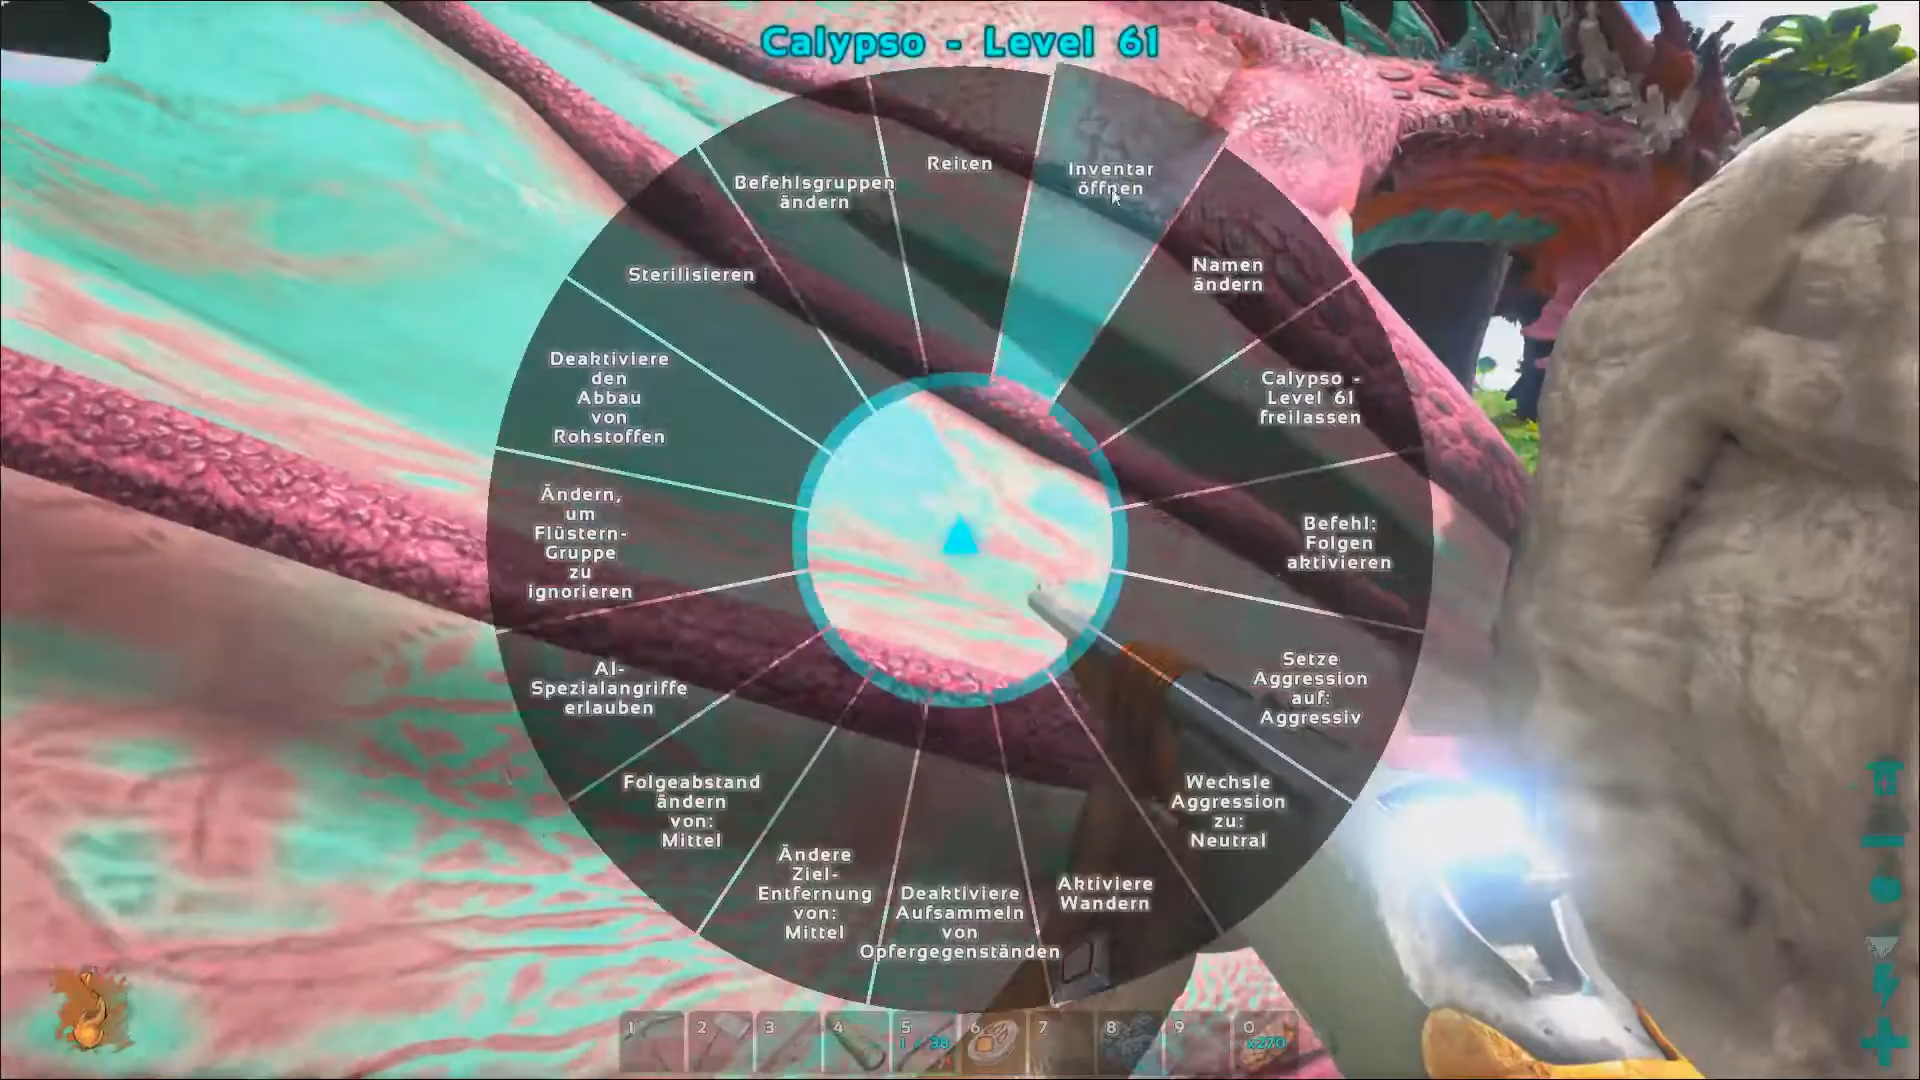 Calypso - Level 61
Reiten
Inventar
öffnen
Namen
ändern
Calypso -
Level 61
freilassen
Befehl:
Folgen
aktivieren
Setze
Aggression
auf:
Aggressiv
Wechsle
Aggression
zu:
Neutral
Aktiviere
Wandern
Deaktiviere
Aufsammeln
von
Opfergegenständen
Ändere
Ziel-
Entfernung
von:
Mittel
Folgeabstand
ändern
von:
Mittel
AI-
Spezialangriffe
erlauben
Ändern,
um
Flüstern-
Gruppe
zu
ignorieren
Deaktiviere
den
Abbau
von
Rohstoffen
Sterilisieren
Befehlsgruppen
ändern
1 2 3 4 5 6 7 8 9 0
1 / 38 x270